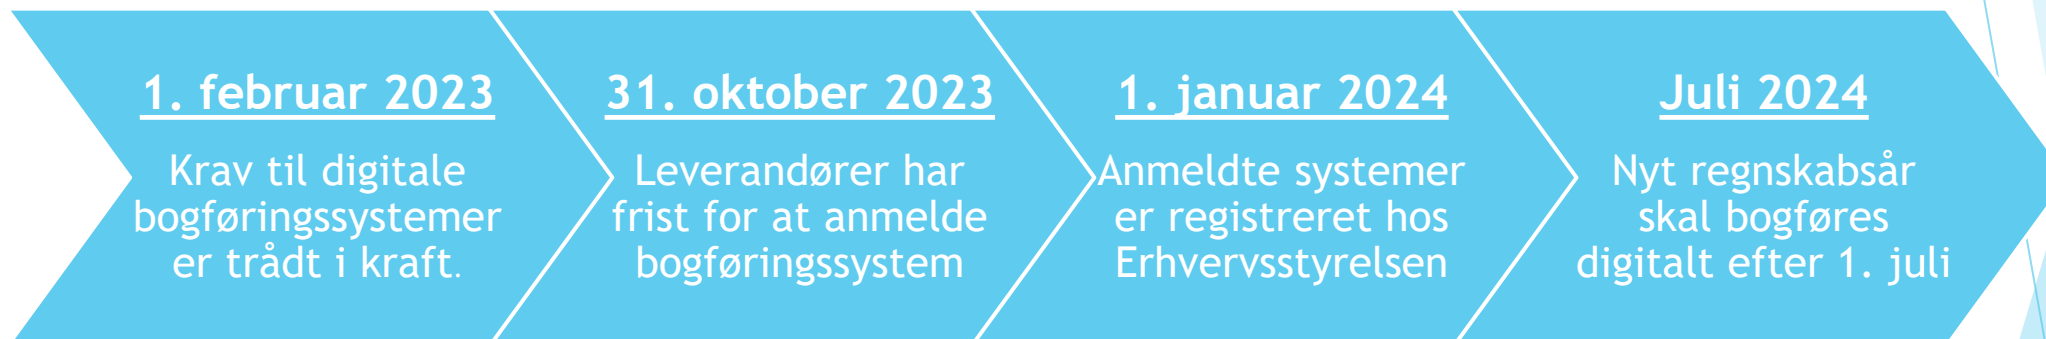 1. februar 2023
Krav til digitale
bogføringssystemer
er trådt i kraft.
31. oktober 2023
Leverandører har
frist for at anmelde
bogføringssystem
1. januar 2024
Anmeldte systemer
er registreret hos
Erhvervsstyrelsen
Juli 2024
Nyt regnskabsår
skal bogføres
digitalt efter 1. juli